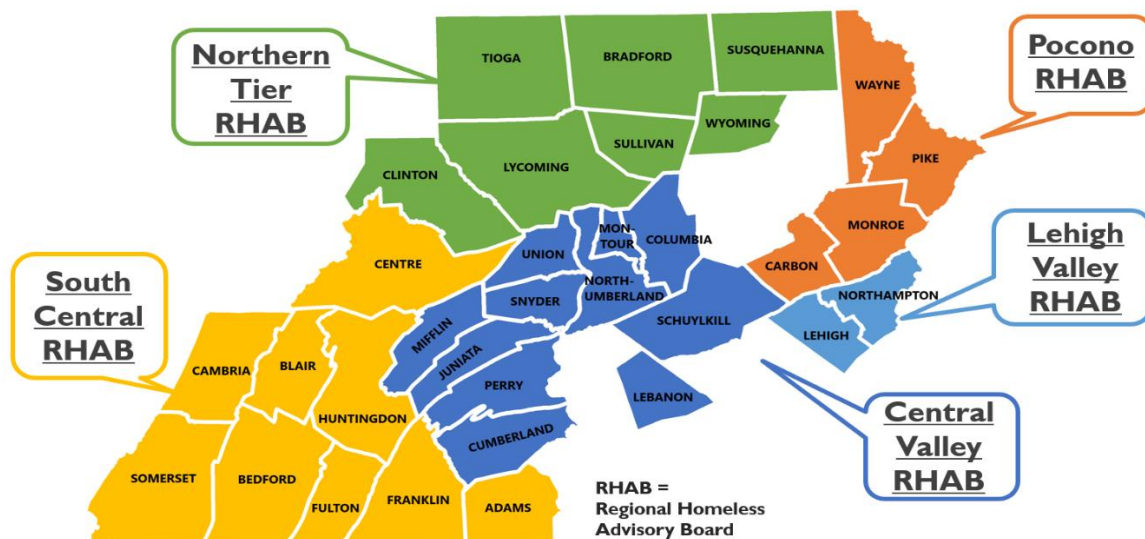 Northern
Tier
RHAB
TIOGA
BRADFORD
SUSQUEHANNA
WAYNE
Pocono
RHAB
WYOMING
SULLIVAN
LYCOMING
CLINTON
PIKE
MONROE
CARBON
Lehigh
Valley
RHAB
NORTHAMPTON
LEHIGH
South
Central
RHAB
CENTRE
UNION
MON-
TOUR
COLUMBIA
SNYDER
NORTH-
UMBERLAND
SCHUYLKILL
MIFFLIN
JUNIATA
PERRY
LEBANON
CUMBERLAND
CAMBRIA
BLAIR
HUNTINGDON
SOMERSET
BEDFORD
FULTON
FRANKLIN
ADAMS
Central
Valley
RHAB
RHAB =
Regional Homeless
Advisory Board